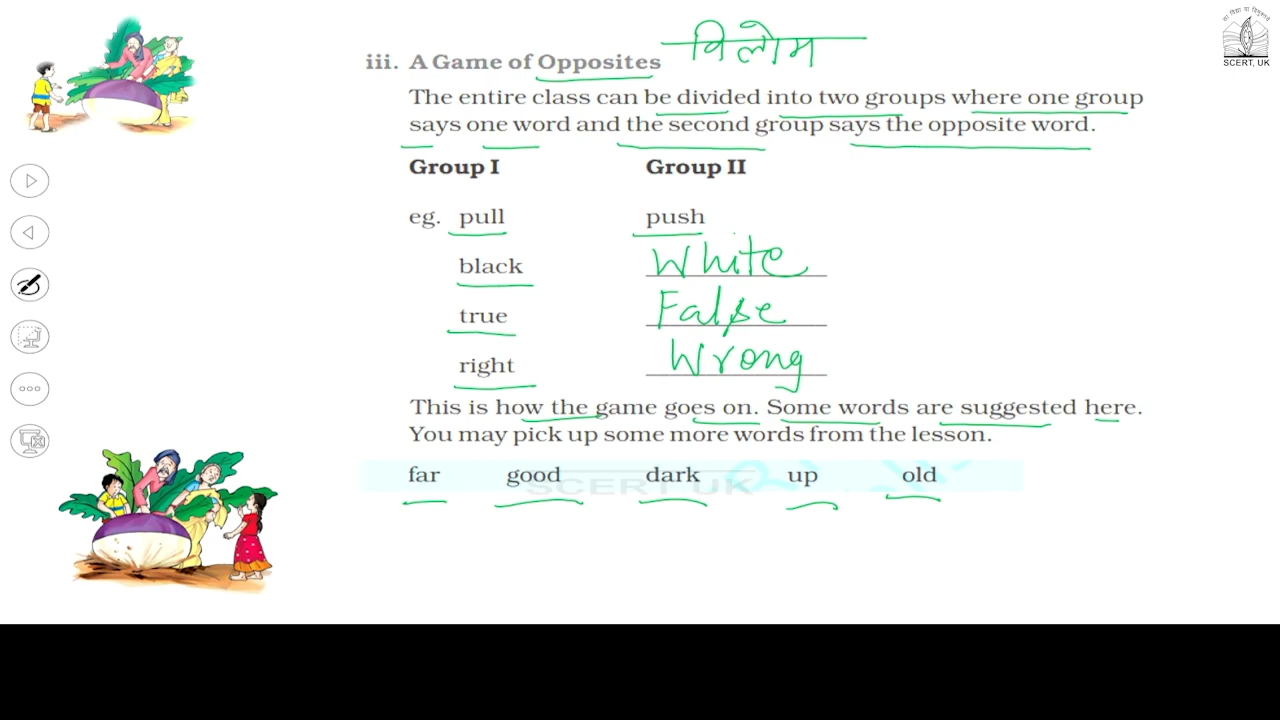 विलोम
SCERT, UK
iii. A Game of Opposites
The entire class can be divided into two groups where one group
says one word and the second group says the opposite word.
Group I Group II
eg. pull push
black White
true False
right Wrong
This is how the game goes on. Some words are suggested here.
You may pick up some more words from the lesson.
far good dark up old
SCERT UK